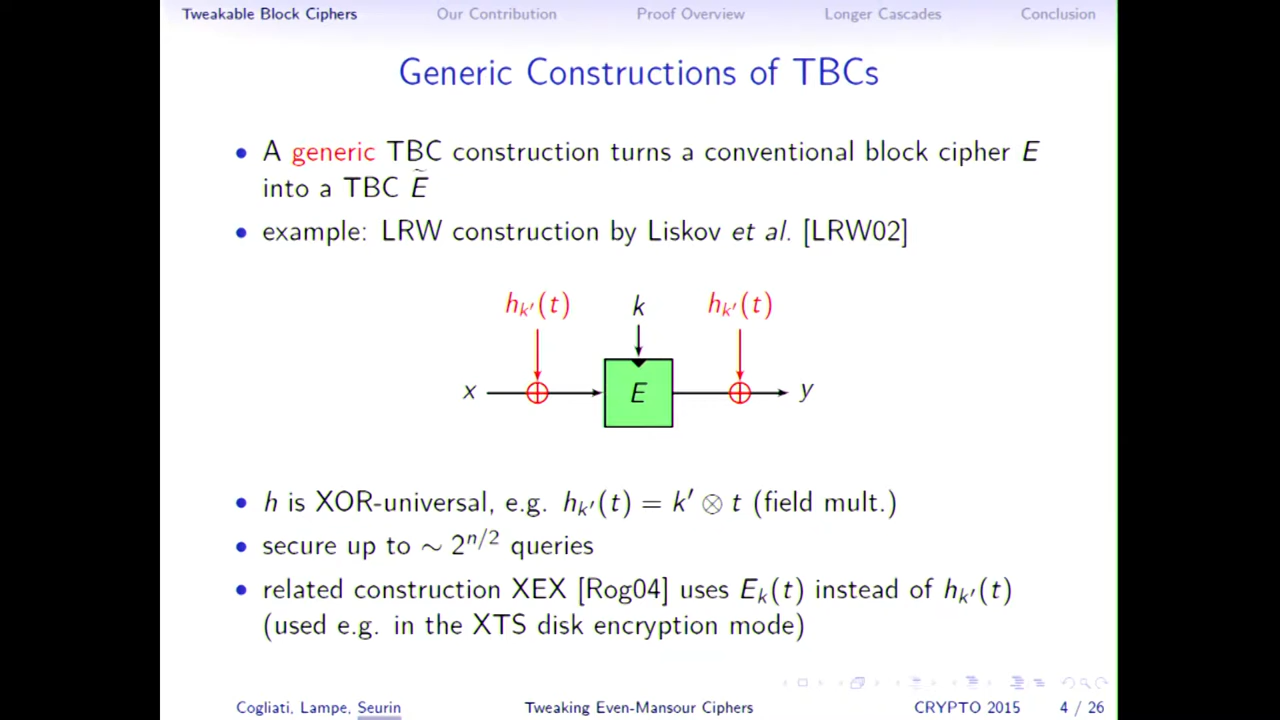 Tweakable Block Ciphers Our Contribution Proof Overview Longer Cascades Conclusion
Generic Constructions of TBCs
• A generic TBC construction turns a conventional block cipher E
into a TBC Ẽ
• example: LRW construction by Liskov et al. [LRW02]
hₖ′(t) k hₖ′(t)
x ⊕ E ⊕ y
• h is XOR-universal, e.g. hₖ′(t) = k′ ⊗ t (field mult.)
• secure up to ∼ 2^{n/2} queries
• related construction XEX [Rog04] uses Eₖ(t) instead of hₖ′(t)
(used e.g. in the XTS disk encryption mode)
Cogliati, Lampe, Seurin Tweaking Even-Mansour Ciphers CRYPTO 2015 4 / 26